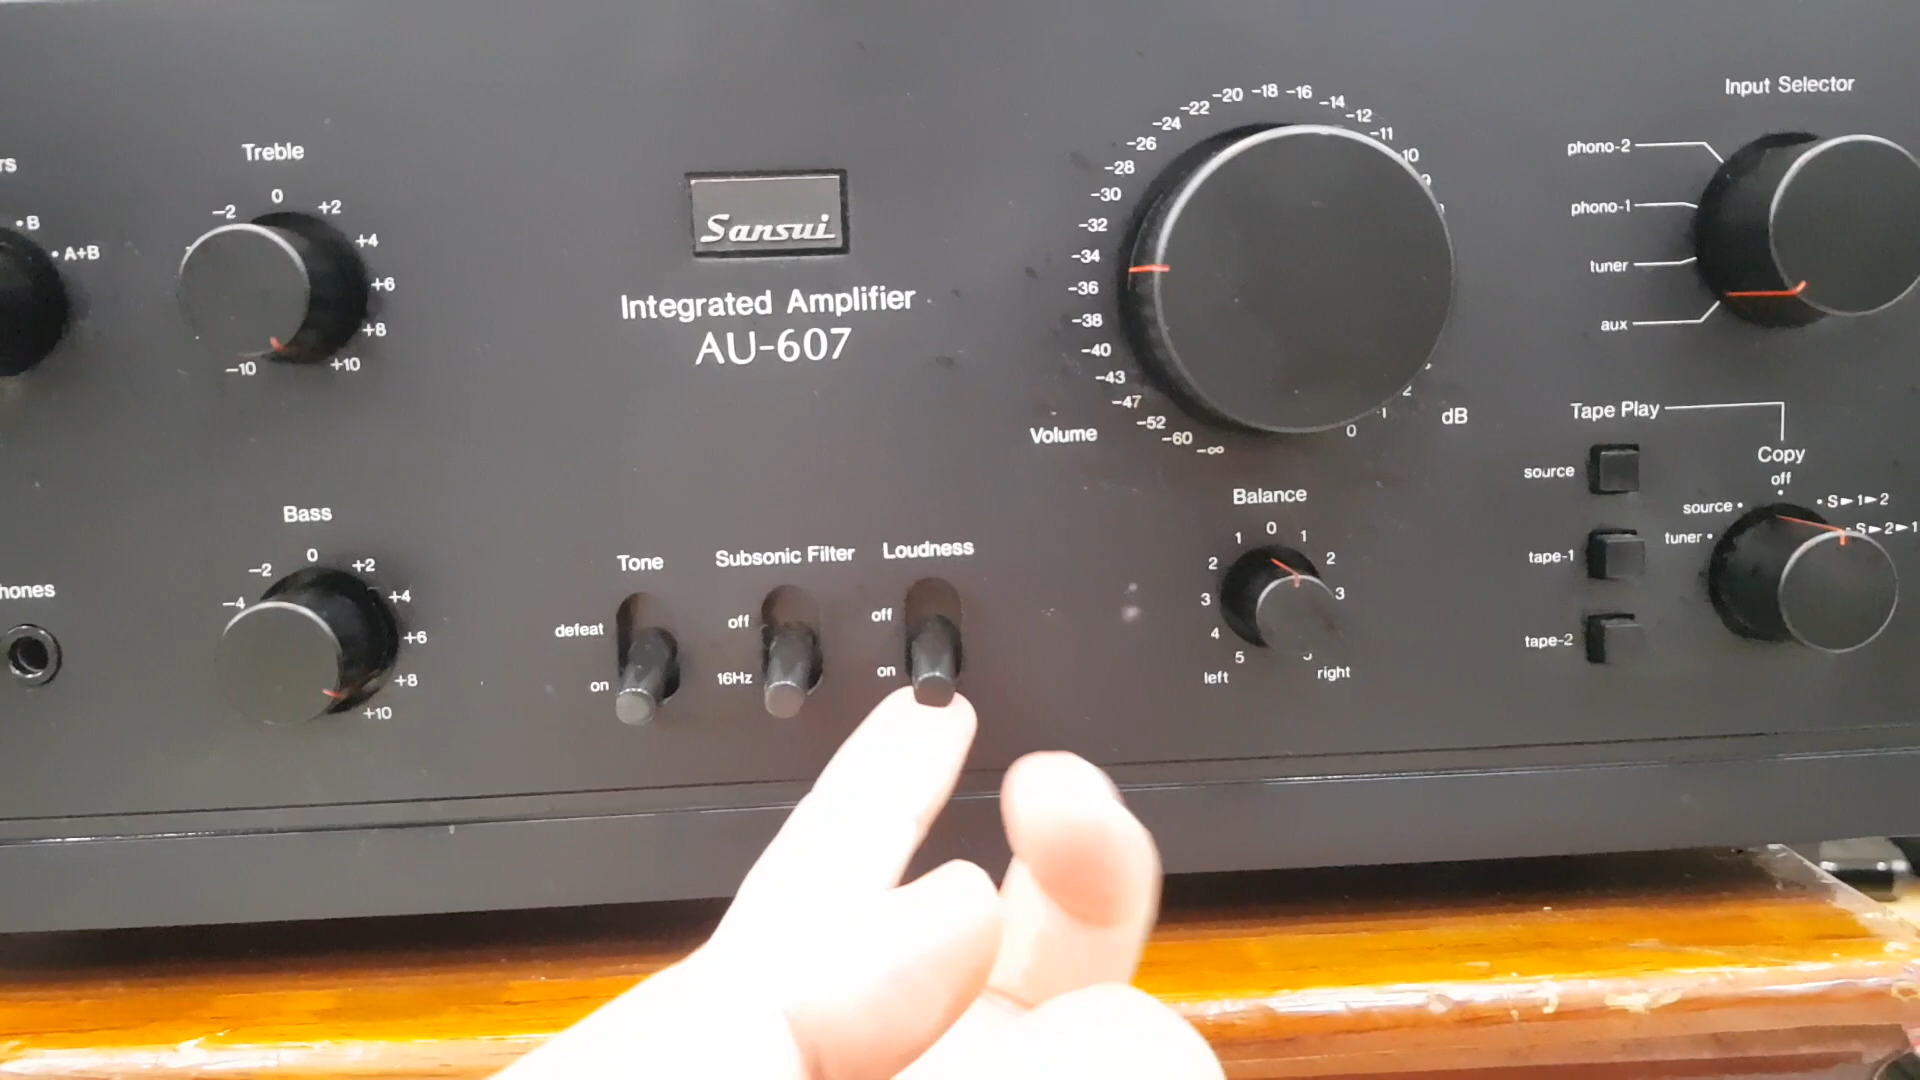 rs
• B
• A+B
Treble
-2 0 +2
+4
+6
+8
-10 +10
Sansui
Integrated Amplifier
AU-607
Volume
-∞
-60
-52
-47
-43
-40
-38
-36
-34
-32
-30
-28
-26
-24
-22
-20
-18
-16
-14
-12
-11
10
2
1
0
dB
Input Selector
phono-2
phono-1
tuner
aux
Tape Play
source
tape-1
tape-2
Copy
off
source •
tuner •
• S►1►2
S►2►1
hones
Bass
-4 -2 0 +2
+4
+6
+8
+10
Tone
defeat
on
Subsonic Filter
off
16Hz
Loudness
off
on
Balance
5 4 3 2 1 0 1 2 3
left right